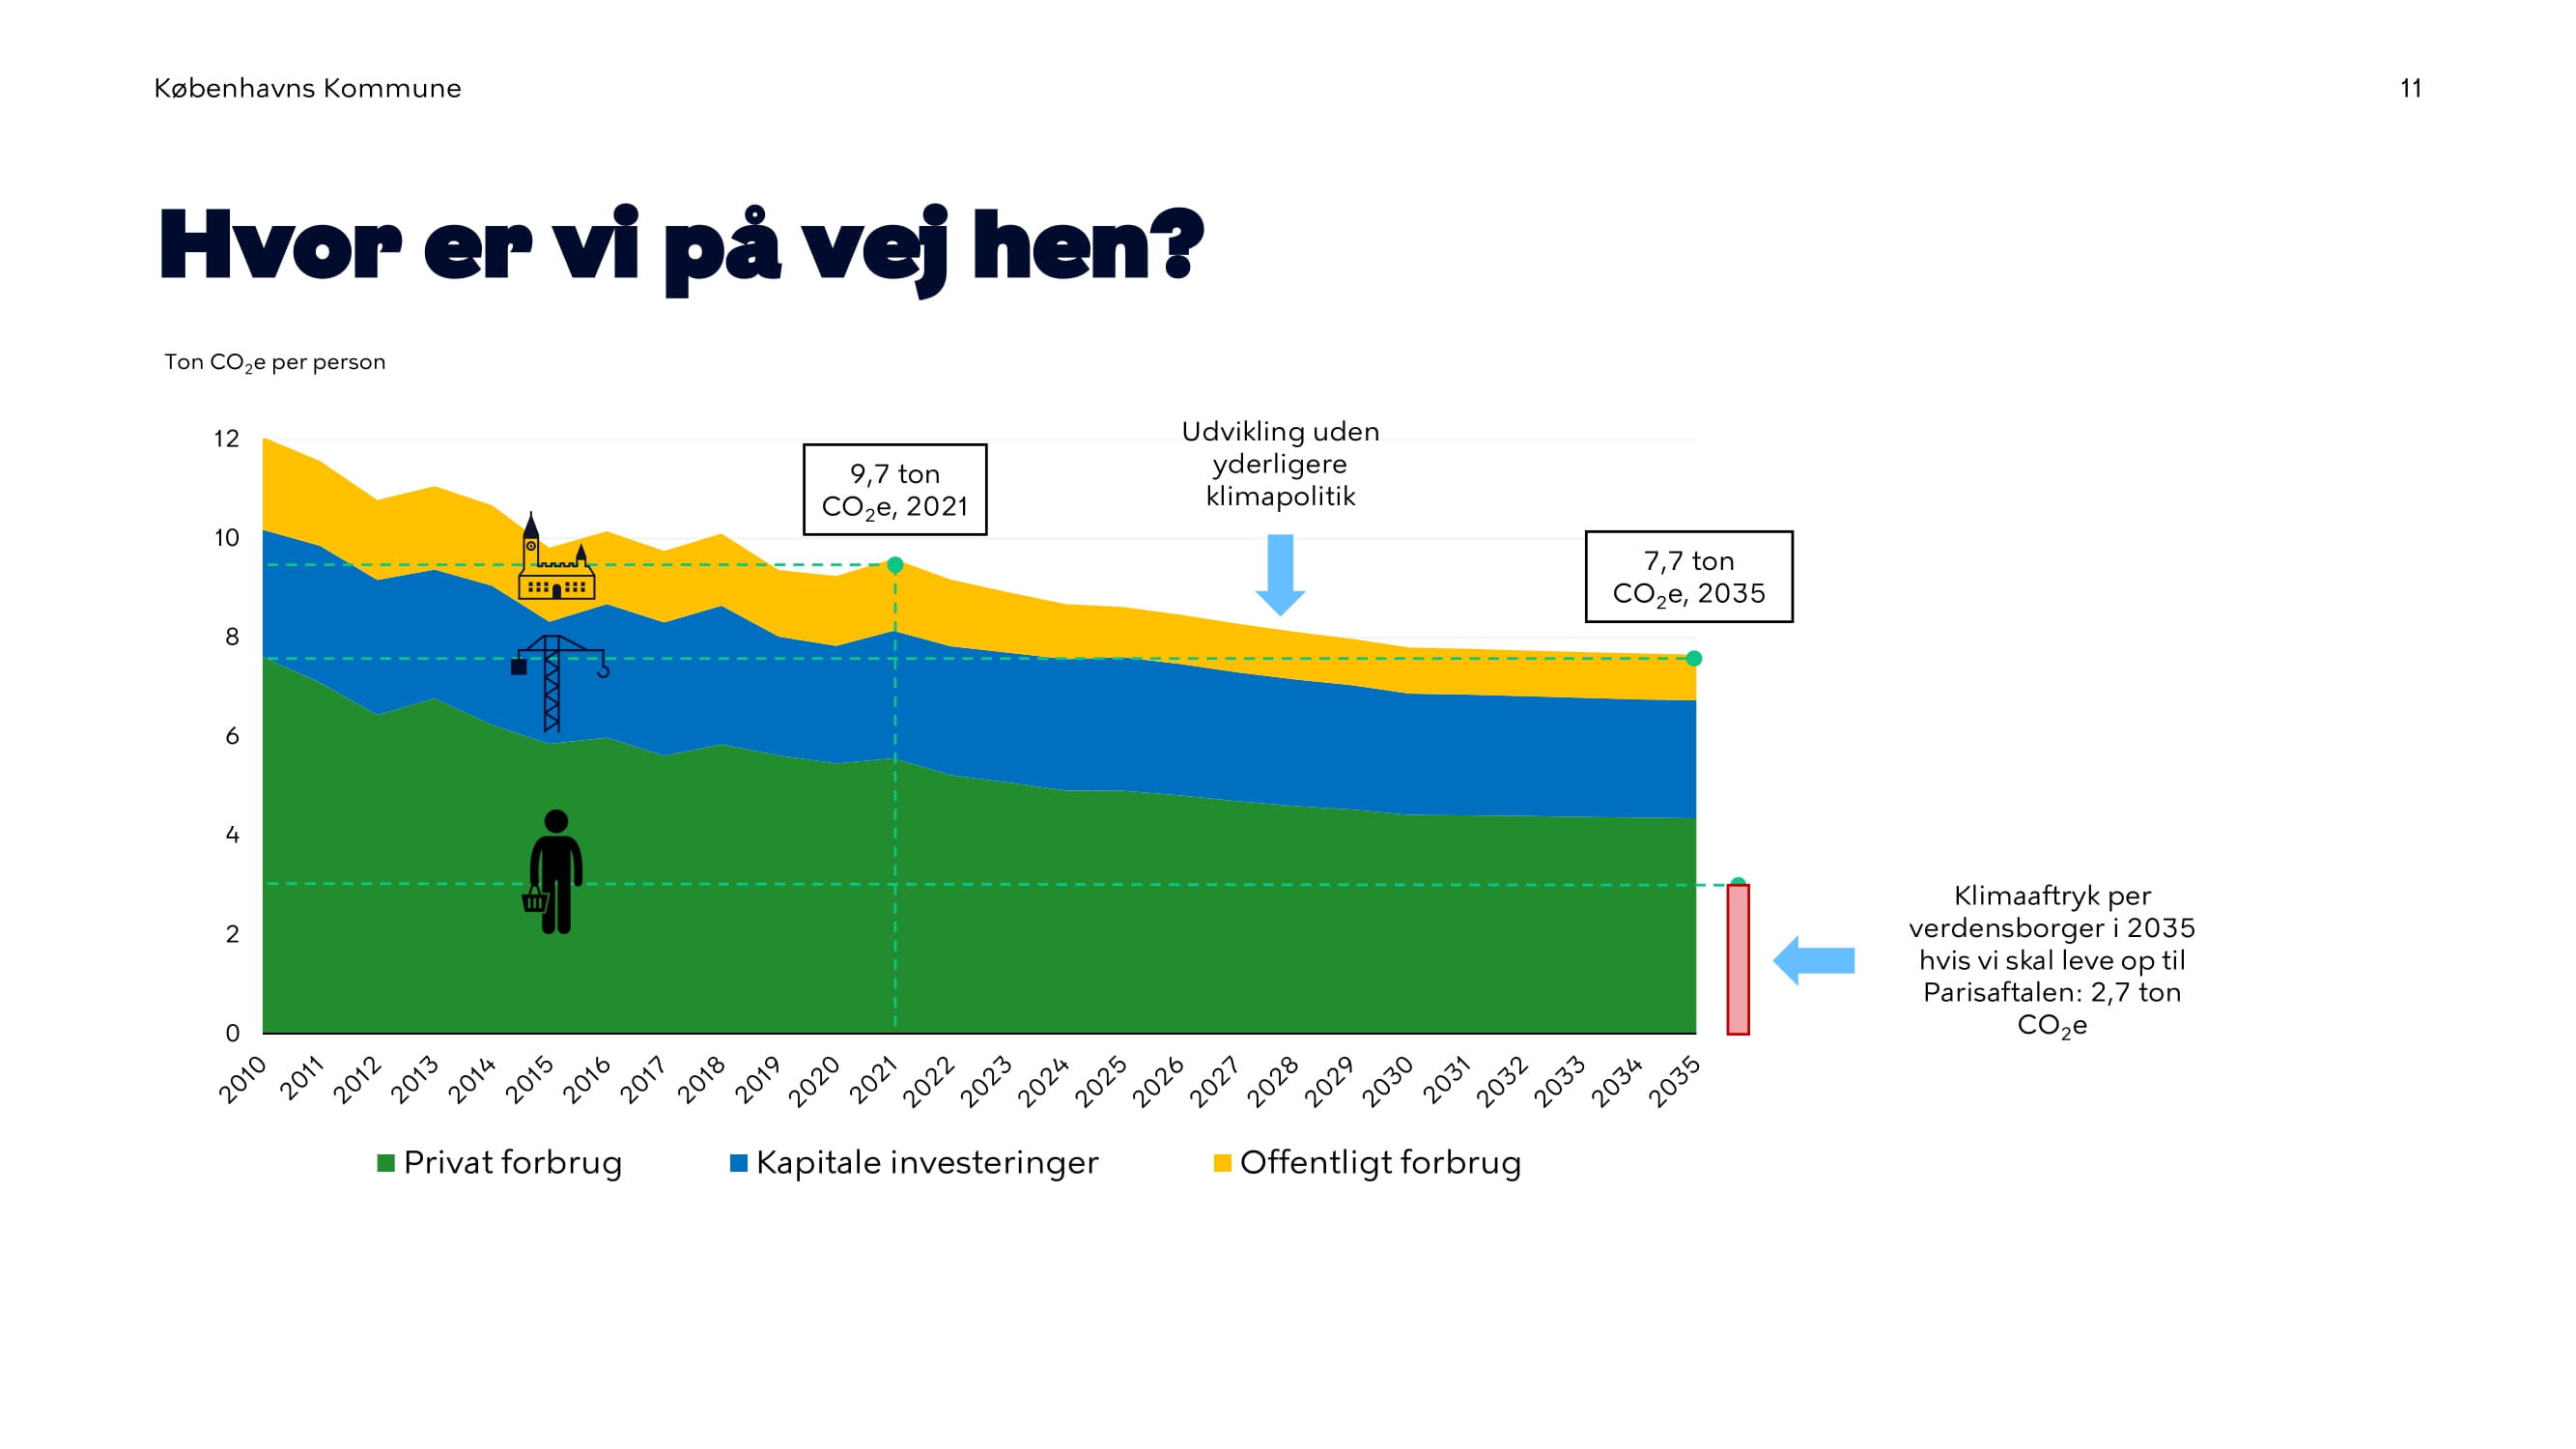 Københavns Kommune
11
Hvor er vi på vej hen?
Ton CO₂e per person
12
10
8
6
4
2
0
9,7 ton
CO₂e, 2021
Udvikling uden
yderligere
klimapolitik
7,7 ton
CO₂e, 2035
Klimaaftryk per
verdensborger i 2035
hvis vi skal leve op til
Parisaftalen: 2,7 ton
CO₂e
2010 2011 2012 2013 2014 2015 2016 2017 2018 2019 2020 2021 2022 2023 2024 2025 2026 2027 2028 2029 2030 2031 2032 2033 2034 2035
Privat forbrug Kapitale investeringer Offentligt forbrug